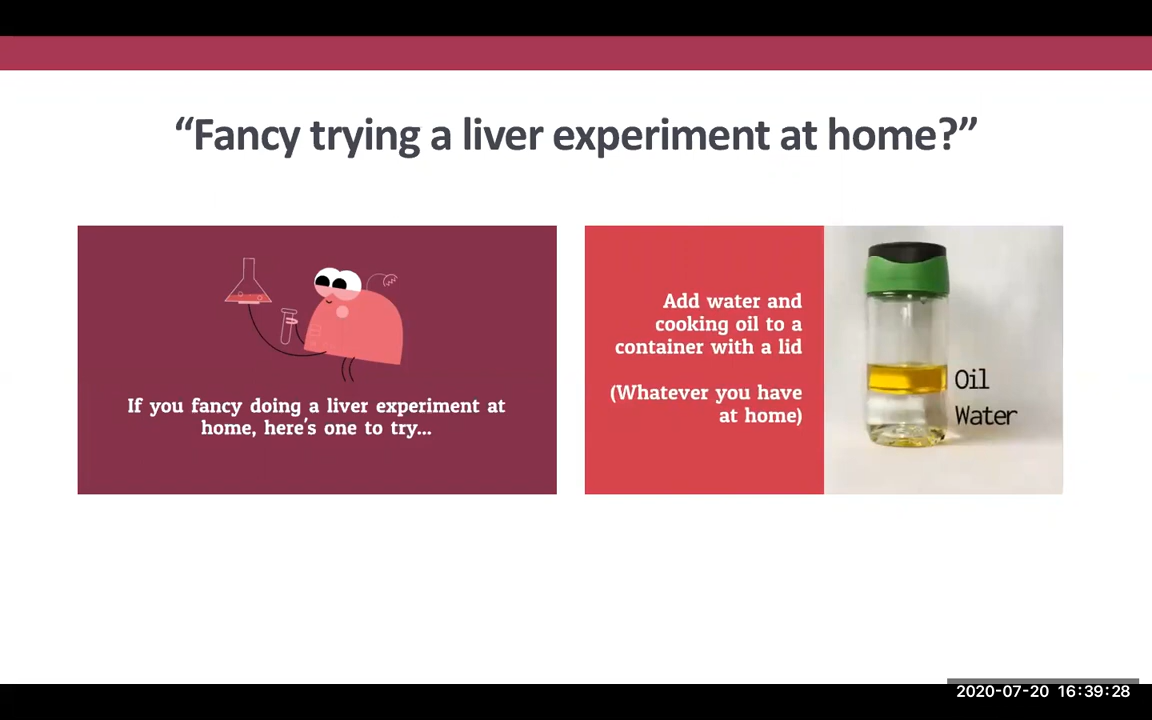 “Fancy trying a liver experiment at home?”
If you fancy doing a liver experiment at
home, here's one to try...
Add water and
cooking oil to a
container with a lid
(Whatever you have
at home)
Oil
Water
2020-07-20 16:39:28